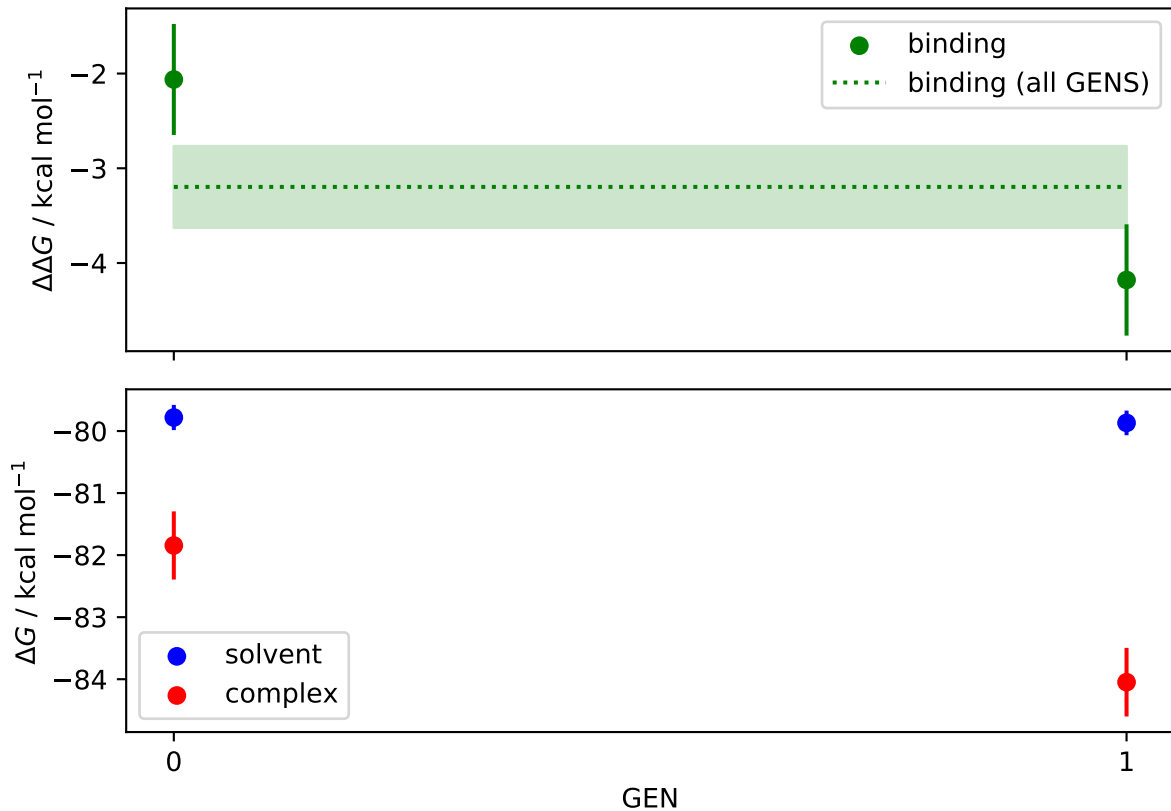 ΔΔG / kcal mol⁻¹
−2
−3
−4
binding
binding (all GENS)
ΔG / kcal mol⁻¹
−80
−81
−82
−83
−84
solvent
complex
0
1
GEN